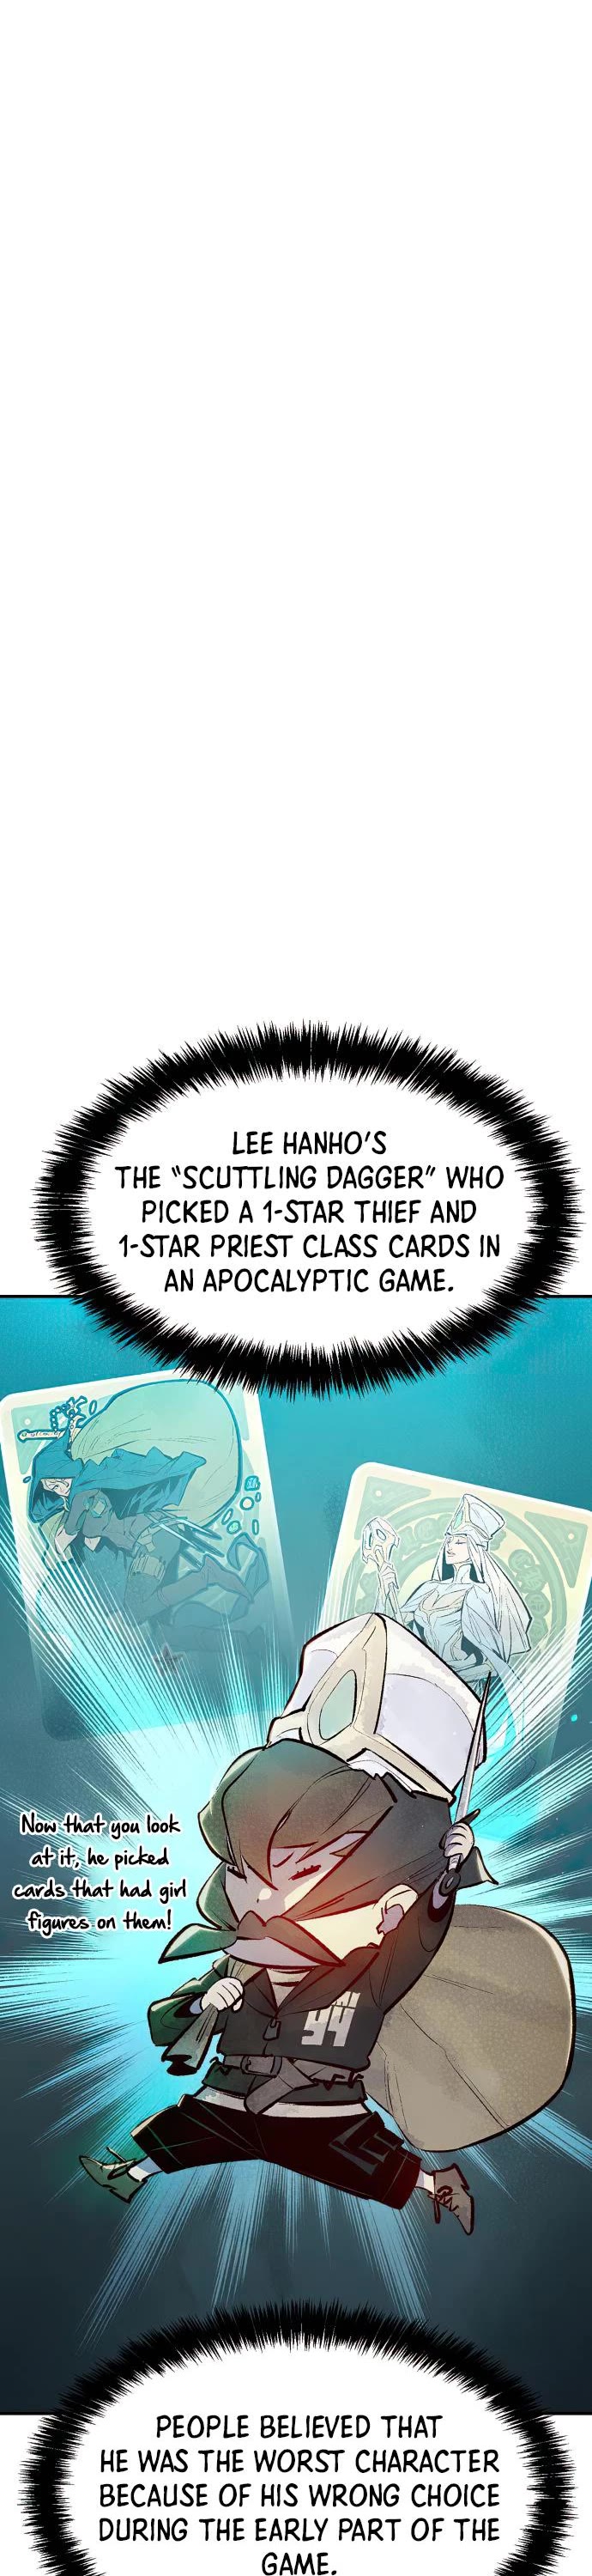 LEE HANHO'S
THE "SCUTTLING DAGGER" WHO
PICKED A 1-STAR THIEF AND
1-STAR PRIEST CLASS CARDS IN
AN APOCALYPTIC GAME.
Now that you look
at it, he picked
cards that had girl
figures on them!
94
PEOPLE BELIEVED THAT
HE WAS THE WORST CHARACTER
BECAUSE OF HIS WRONG CHOICE
DURING THE EARLY PART OF THE
GAME.